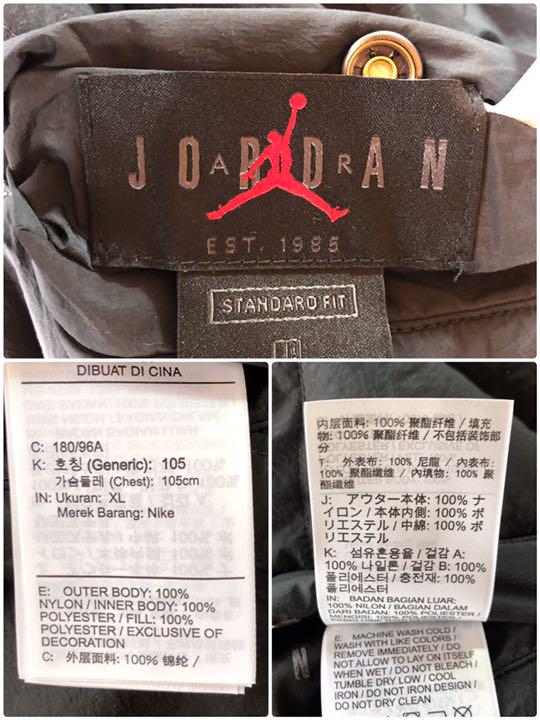 JORDAN
AIR
EST. 1985
STANDARD FIT
DIBUAT DI CINA
C: 180/96A
K: 호칭 (Generic): 105
가슴둘레 (Chest): 105cm
IN: Ukuran: XL
Merek Barang: Nike
E: OUTER BODY: 100%
NYLON / INNER BODY: 100%
POLYESTER / FILL: 100%
POLYESTER / EXCLUSIVE OF
DECORATION
C: 外层面料: 100% 锦纶 /
内层面料: 100% 聚酯纤维 / 填充
物: 100% 聚酯纤维 / 不包括装饰部
分
T: 外表布: 100% 尼龍 / 內表布:
100% 聚酯纖維 / 內填物: 100% 聚
酯纖維
J: アウター本体: 100% ナ
イロン / 本体内側: 100% ポ
リエステル / 中綿: 100% ポ
リエステル
K: 섬유혼용율 / 겉감 A:
100% 나일론 / 겉감 B: 100%
폴리에스터 / 충전재: 100%
폴리에스터
IN: BADAN BAGIAN LUAR:
100% NILON / BAGIAN DALAM
DARI BADAN: 100% POLIESTER /
MENGISI: 100% POLIESTER /
E: MACHINE WASH COLD /
WASH WITH LIKE COLORS /
REMOVE IMMEDIATELY / DO
NOT ALLOW TO LAY ON ITSELF
WHEN WET / DO NOT BLEACH /
TUMBLE DRY LOW / COOL
IRON / DO NOT IRON DESIGN /
DO NOT DRY CLEAN